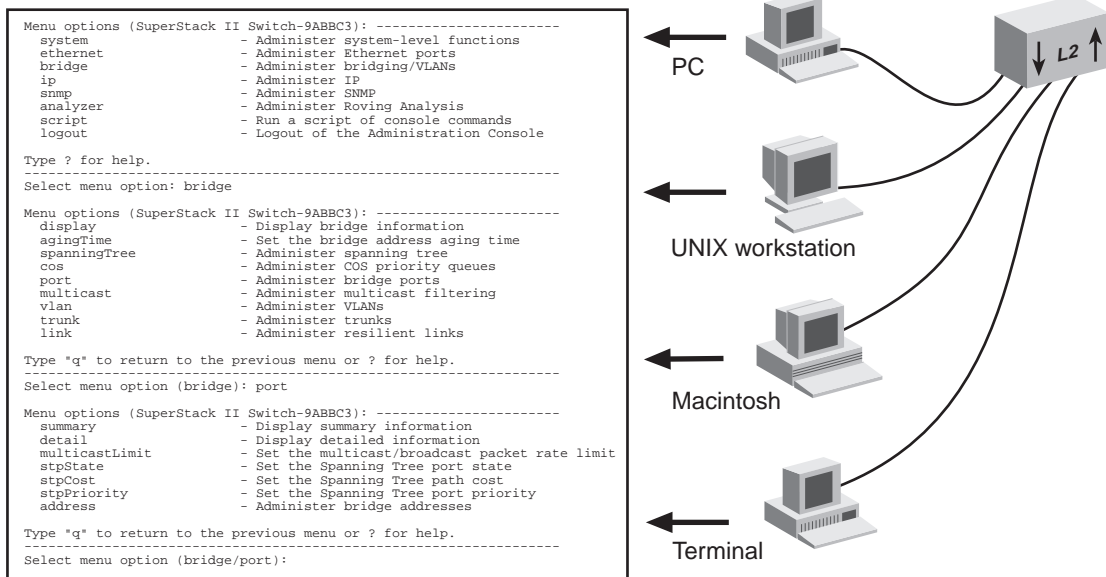 Menu options (SuperStack II Switch-9ABBC3): -----------------------
system - Administer system-level functions
ethernet - Administer Ethernet ports
bridge - Administer bridging/VLANs
ip - Administer IP
snmp - Administer SNMP
analyzer - Administer Roving Analysis
script - Run a script of console commands
logout - Logout of the Administration Console
Type ? for help.
-------------------------------------------------------------------
Select menu option: bridge
Menu options (SuperStack II Switch-9ABBC3): -----------------------
display - Display bridge information
agingTime - Set the bridge address aging time
spanningTree - Administer spanning tree
cos - Administer COS priority queues
port - Administer bridge ports
multicast - Administer multicast filtering
vlan - Administer VLANs
trunk - Administer trunks
link - Administer resilient links
Type "q" to return to the previous menu or ? for help.
-------------------------------------------------------------------
Select menu option (bridge): port
Menu options (SuperStack II Switch-9ABBC3): -----------------------
summary - Display summary information
detail - Display detailed information
multicastLimit - Set the multicast/broadcast packet rate limit
stpState - Set the Spanning Tree port state
stpCost - Set the Spanning Tree path cost
stpPriority - Set the Spanning Tree port priority
address - Administer bridge addresses
Type "q" to return to the previous menu or ? for help.
-------------------------------------------------------------------
Select menu option (bridge/port):
PC
L2
UNIX workstation
Macintosh
Terminal